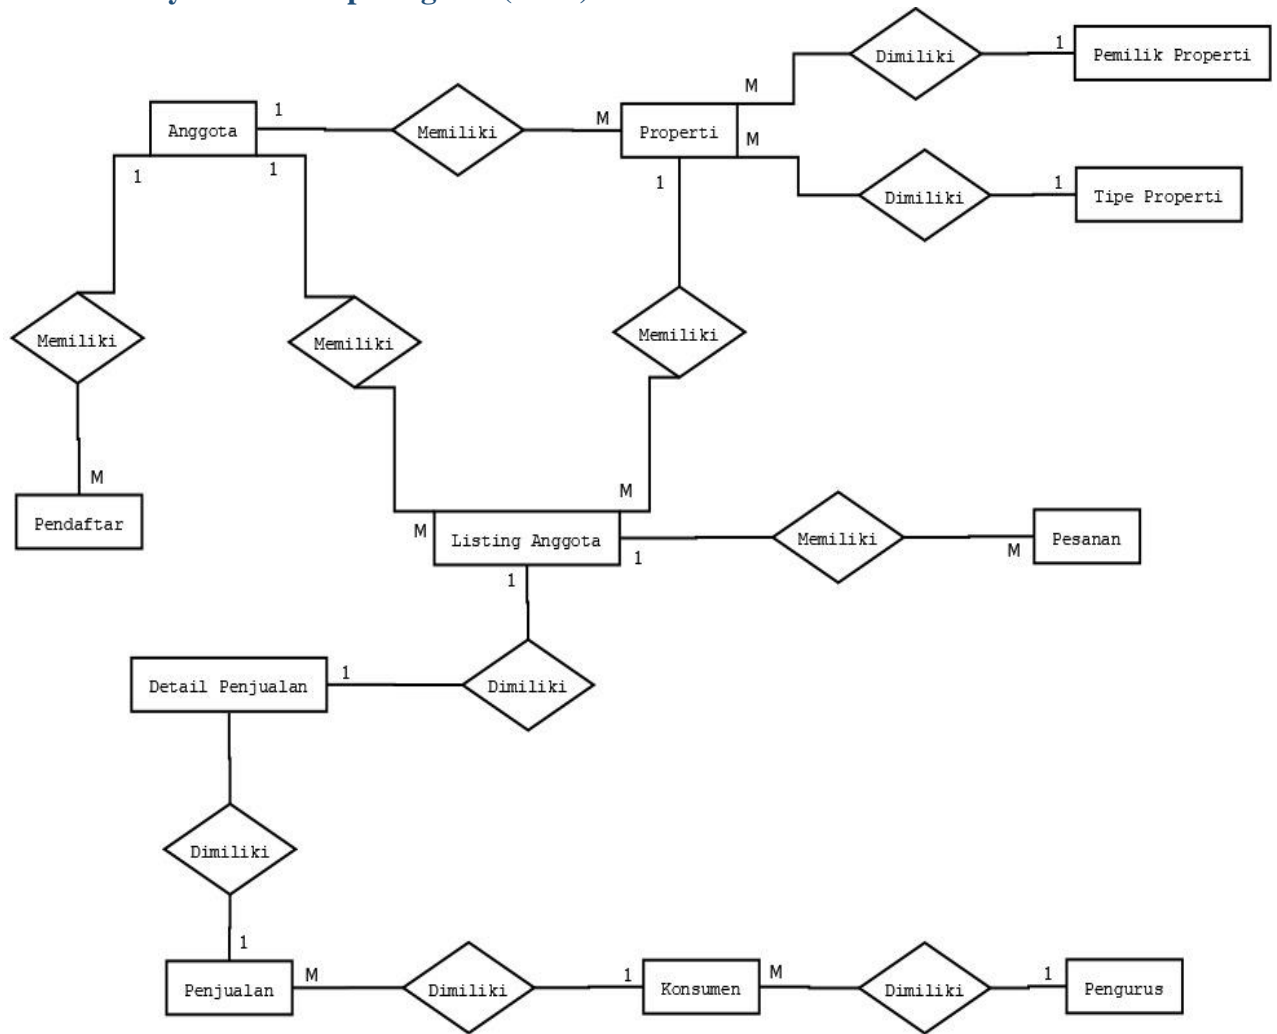 1
Dimiliki
1
Pemilik Properti
M
Anggota
1
Memiliki
M
Properti
M
1
1
1
Dimiliki
1
Tipe Properti
Memiliki
Memiliki
Memiliki
M
M
Pendaftar
M
Listing Anggota
1
Memiliki
M
Pesanan
1
Detail Penjualan
1
Dimiliki
Dimiliki
1
Penjualan
M
Dimiliki
1
Konsumen
M
Dimiliki
1
Pengurus